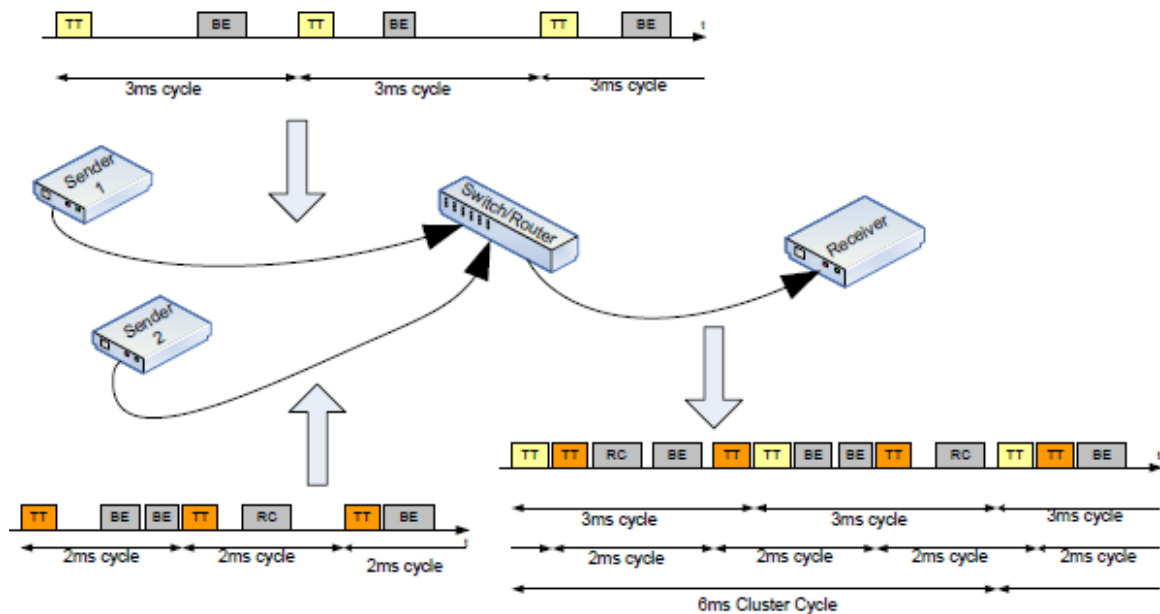 TT BE TT BE TT BE t
3ms cycle 3ms cycle 3ms cycle
Sender
1
Switch/Router
Receiver
Sender
2
TT TT RC BE TT TT BE BE TT RC TT TT BE t
3ms cycle 3ms cycle 3ms cycle
TT BE BE TT RC TT BE t
2ms cycle 2ms cycle 2ms cycle
2ms cycle 2ms cycle 2ms cycle 2ms cycle
6ms Cluster Cycle